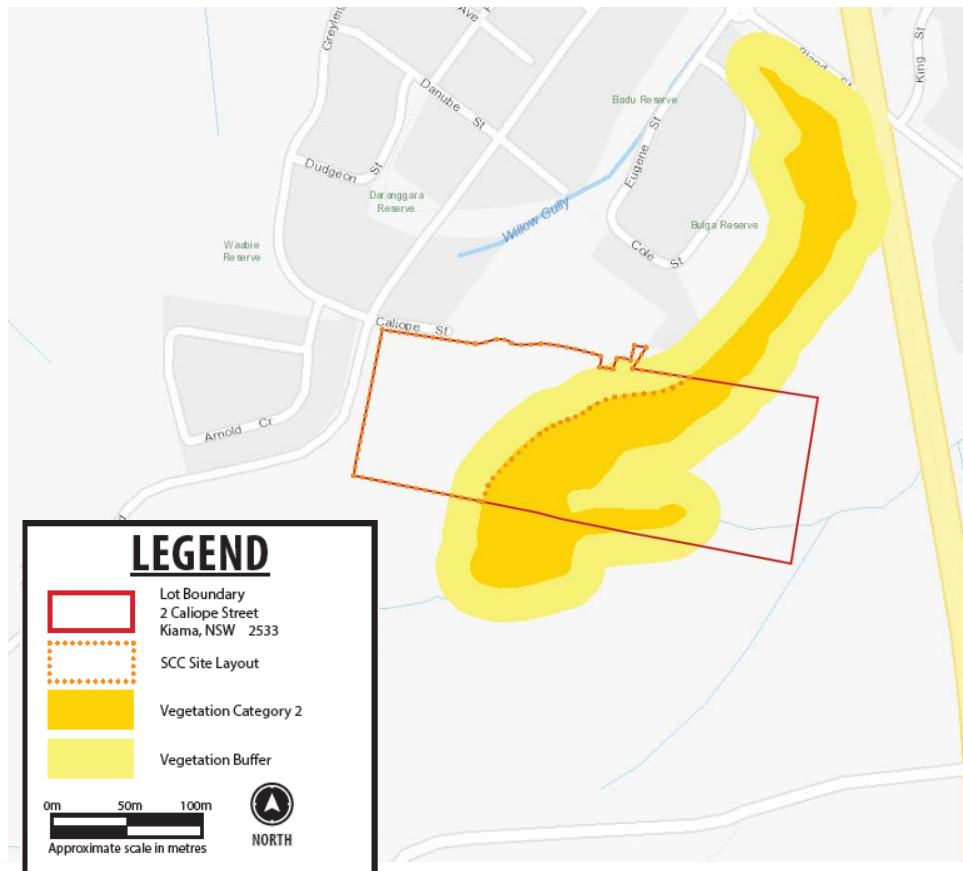 Greyleigh
Ave
Danube St
Dudgeon St
Daranggara
Reserve
Waabie
Reserve
Badu Reserve
Eugene St
Willow Gully
Bulga Reserve
Cole St
King St
Caliope St
Arnold Cr
LEGEND
Lot Boundary
2 Caliope Street
Kiama, NSW 2533
SCC Site Layout
Vegetation Category 2
Vegetation Buffer
0m 50m 100m
Approximate scale in metres
NORTH